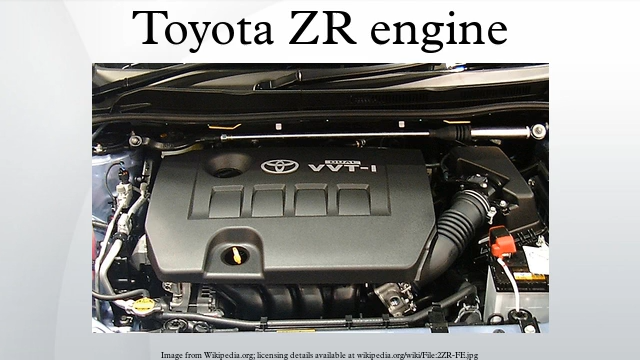 Toyota ZR engine
DUAL
VVT-i
Image from Wikipedia.org; licensing details available at wikipedia.org/wiki/File:2ZR-FE.jpg